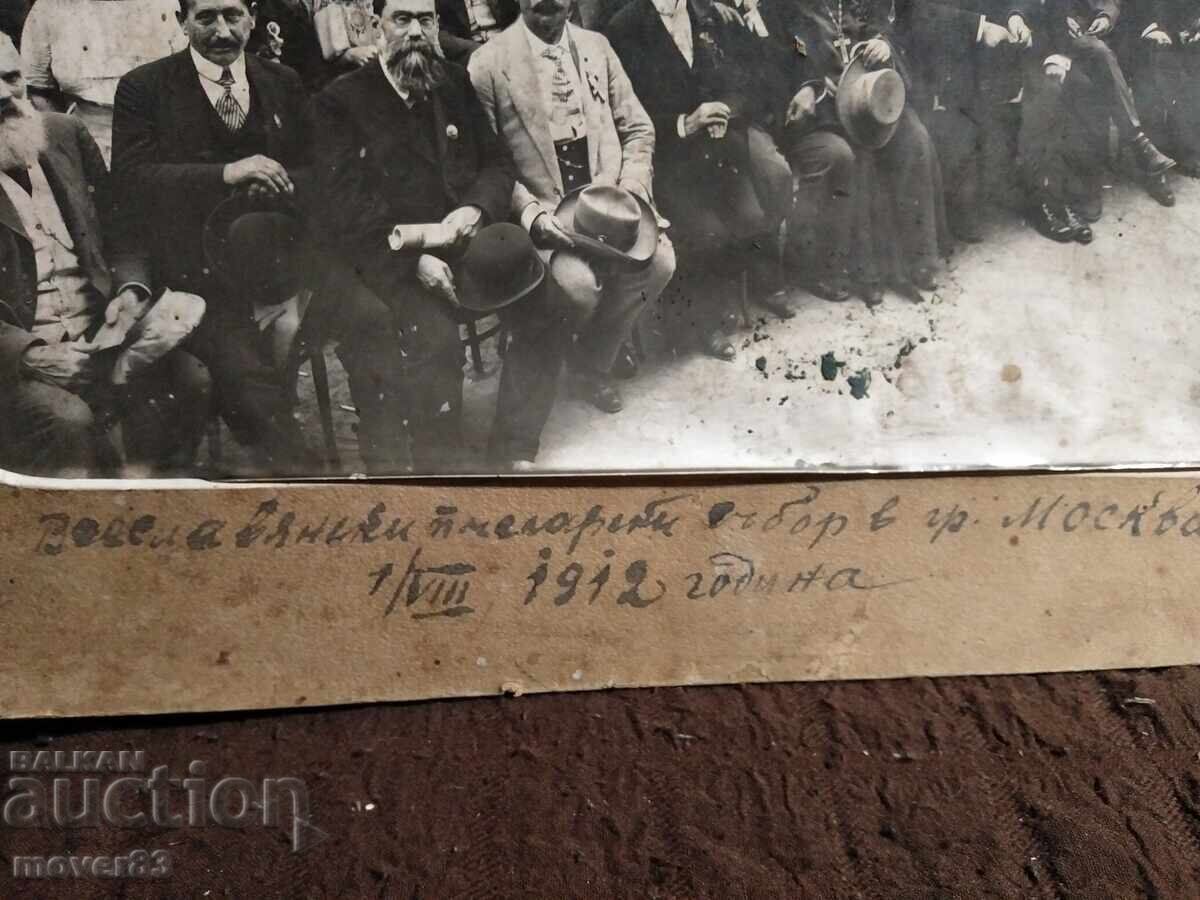 Всеславянски пчеларски събор в гр. Москва
1/VIII 1912 година
BALKAN
auction
mover83